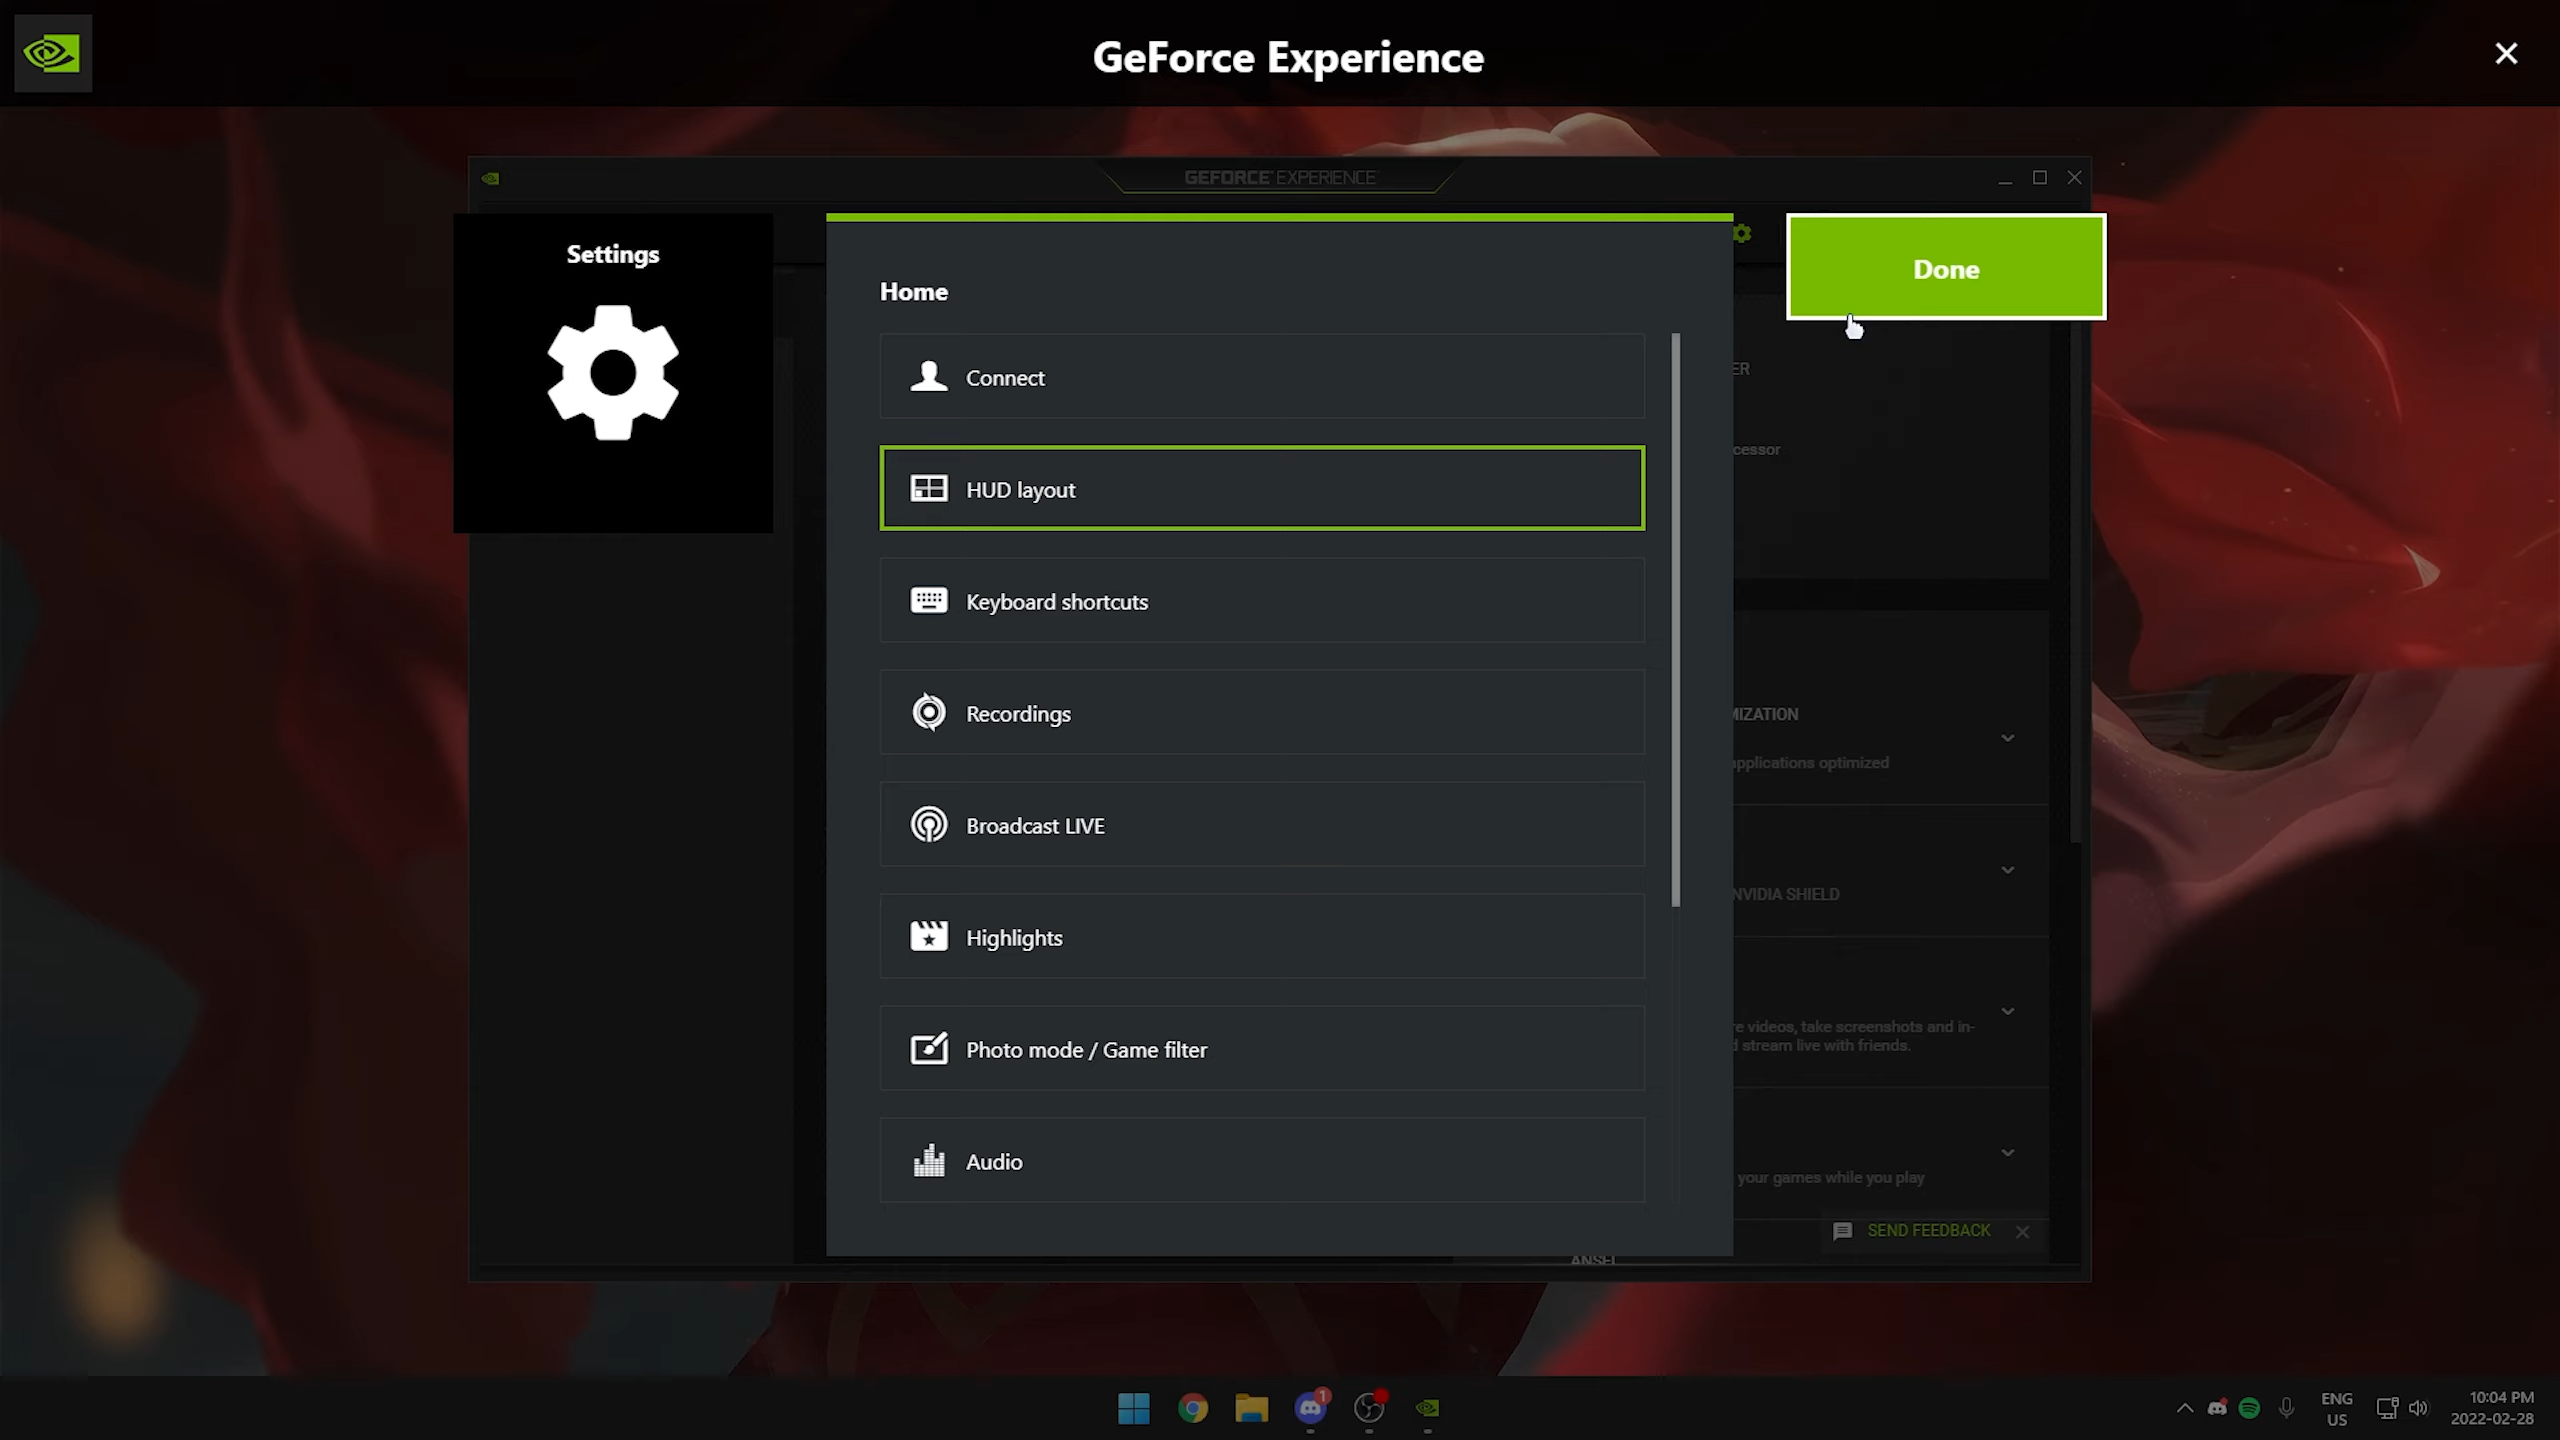 GeForce Experience
GEFORCE EXPERIENCE
Settings
Done
Home
Connect
HUD layout
Keyboard shortcuts
Recordings
Broadcast LIVE
Highlights
Photo mode / Game filter
Audio
ER
cessor
MIZATION
applications optimized
NVIDIA SHIELD
e videos, take screenshots and in-
d stream live with friends.
your games while you play
SEND FEEDBACK
ANSEL
1
ENG
US
10:04 PM
2022-02-28